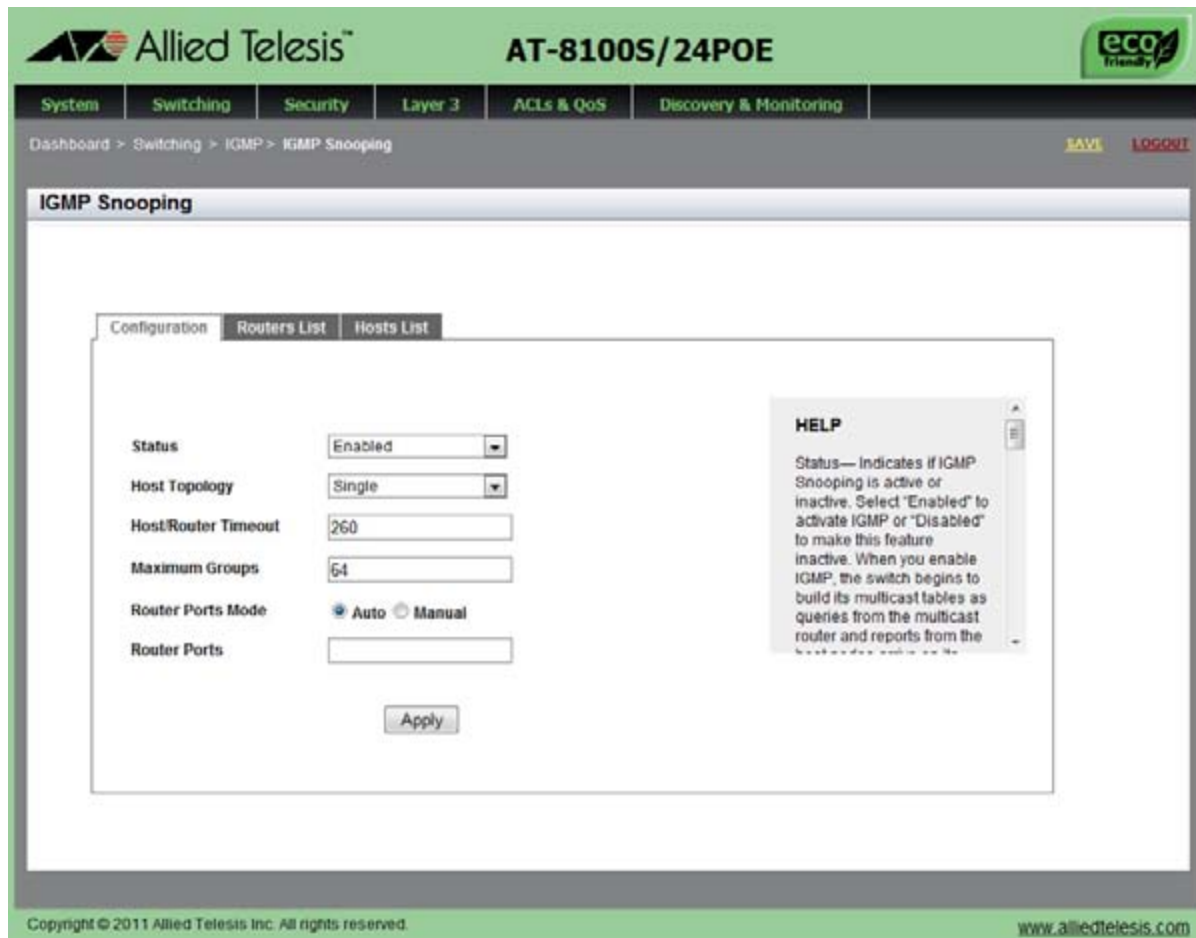 Allied Telesis™
AT-8100S/24POE
eco friendly
System Switching Security Layer 3 ACLs & QoS Discovery & Monitoring
Dashboard > Switching > IGMP > IGMP Snooping
SAVE LOGOUT
IGMP Snooping
Configuration Routers List Hosts List
Status Enabled
Host Topology Single
Host/Router Timeout 260
Maximum Groups 64
Router Ports Mode Auto Manual
Router Ports
Apply
HELP
Status— Indicates if IGMP
Snooping is active or
inactive. Select "Enabled" to
activate IGMP or "Disabled"
to make this feature
inactive. When you enable
IGMP, the switch begins to
build its multicast tables as
queries from the multicast
router and reports from the
Copyright © 2011 Allied Telesis Inc. All rights reserved.
www.alliedtelesis.com